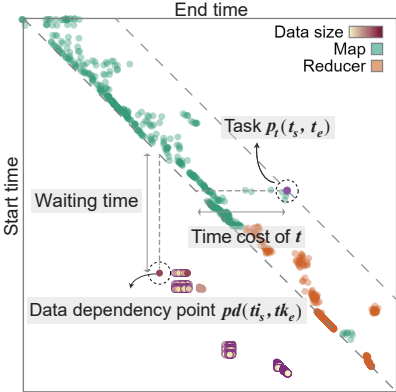 End time
Data size
Map
Reducer
Task p_t(t_s, t_e)
Start time
Waiting time
Time cost of t
Data dependency point pd(ti_s, tk_e)